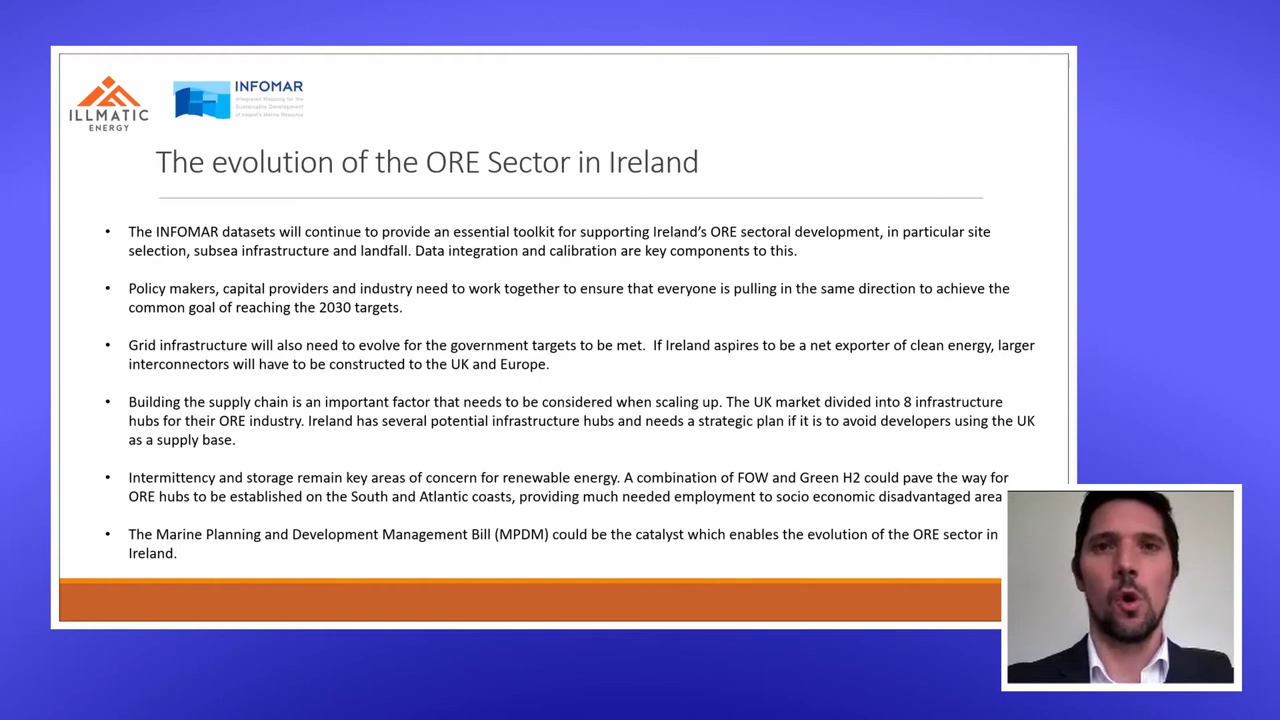 ILLMATIC
ENERGY
INFOMAR
Integrated Mapping for the
Sustainable Development
of Ireland's Marine Resource
The evolution of the ORE Sector in Ireland
• The INFOMAR datasets will continue to provide an essential toolkit for supporting Ireland's ORE sectoral development, in particular site
selection, subsea infrastructure and landfall. Data integration and calibration are key components to this.
• Policy makers, capital providers and industry need to work together to ensure that everyone is pulling in the same direction to achieve the
common goal of reaching the 2030 targets.
• Grid infrastructure will also need to evolve for the government targets to be met.  If Ireland aspires to be a net exporter of clean energy, larger
interconnectors will have to be constructed to the UK and Europe.
• Building the supply chain is an important factor that needs to be considered when scaling up. The UK market divided into 8 infrastructure
hubs for their ORE industry. Ireland has several potential infrastructure hubs and needs a strategic plan if it is to avoid developers using the UK
as a supply base.
• Intermittency and storage remain key areas of concern for renewable energy. A combination of FOW and Green H2 could pave the way for
ORE hubs to be established on the South and Atlantic coasts, providing much needed employment to socio economic disadvantaged area
• The Marine Planning and Development Management Bill (MPDM) could be the catalyst which enables the evolution of the ORE sector in
Ireland.